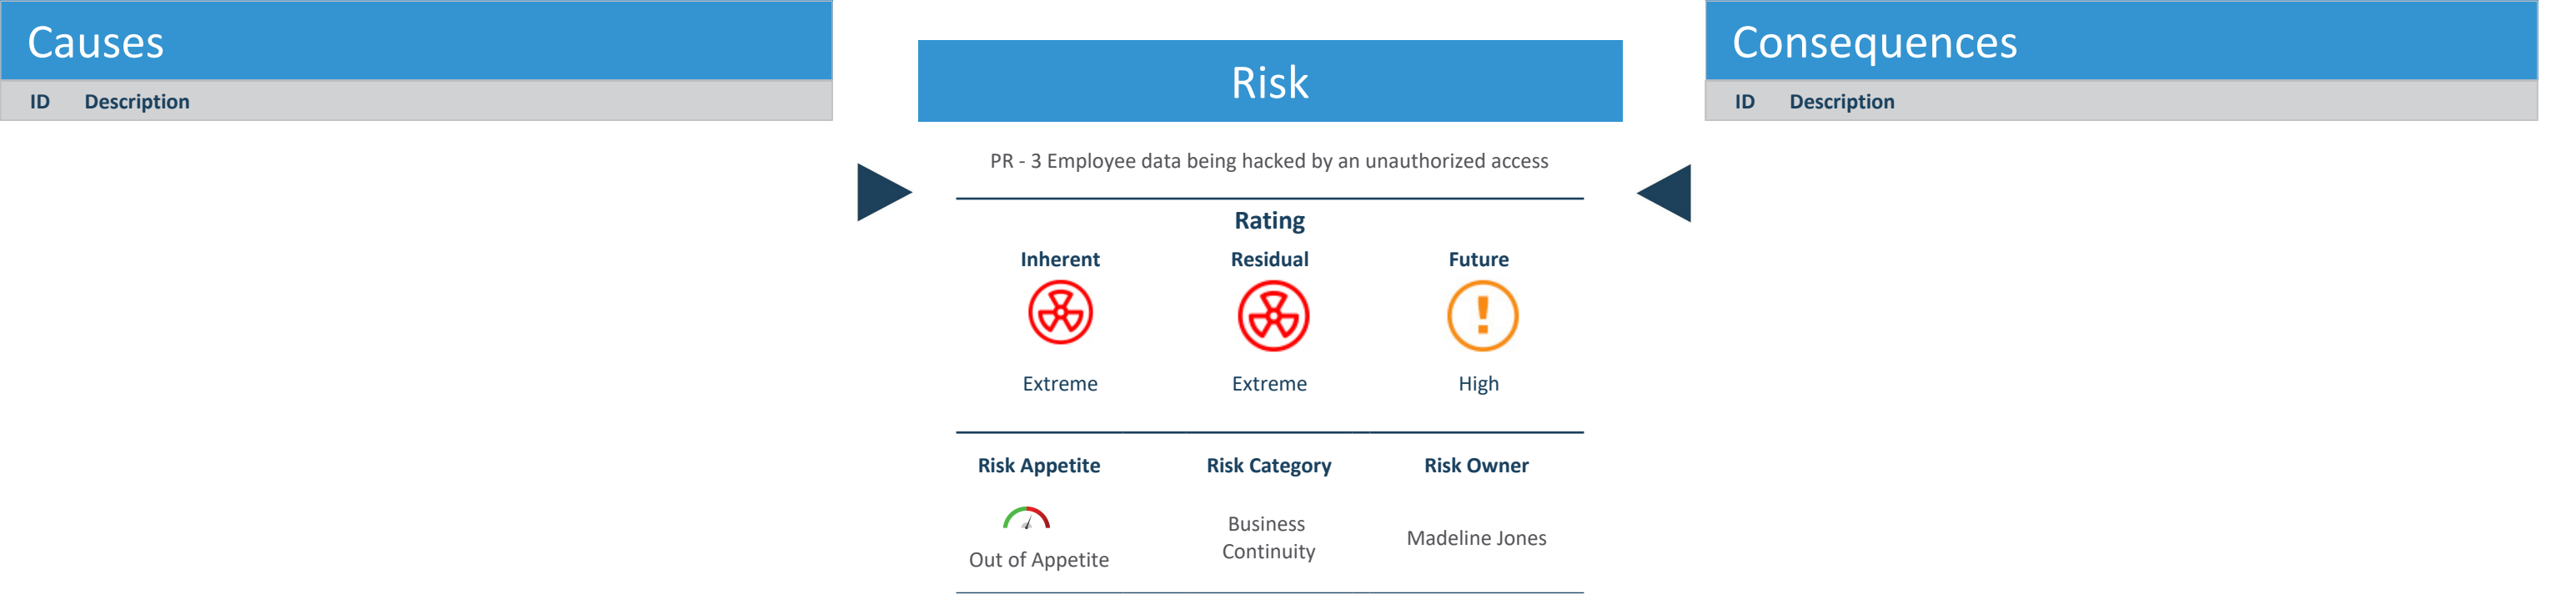 Causes
ID Description
Risk
PR - 3 Employee data being hacked by an unauthorized access
Rating
Inherent Residual Future
Extreme Extreme High
Risk Appetite Risk Category Risk Owner
Out of Appetite
Business
Continuity
Madeline Jones
Consequences
ID Description